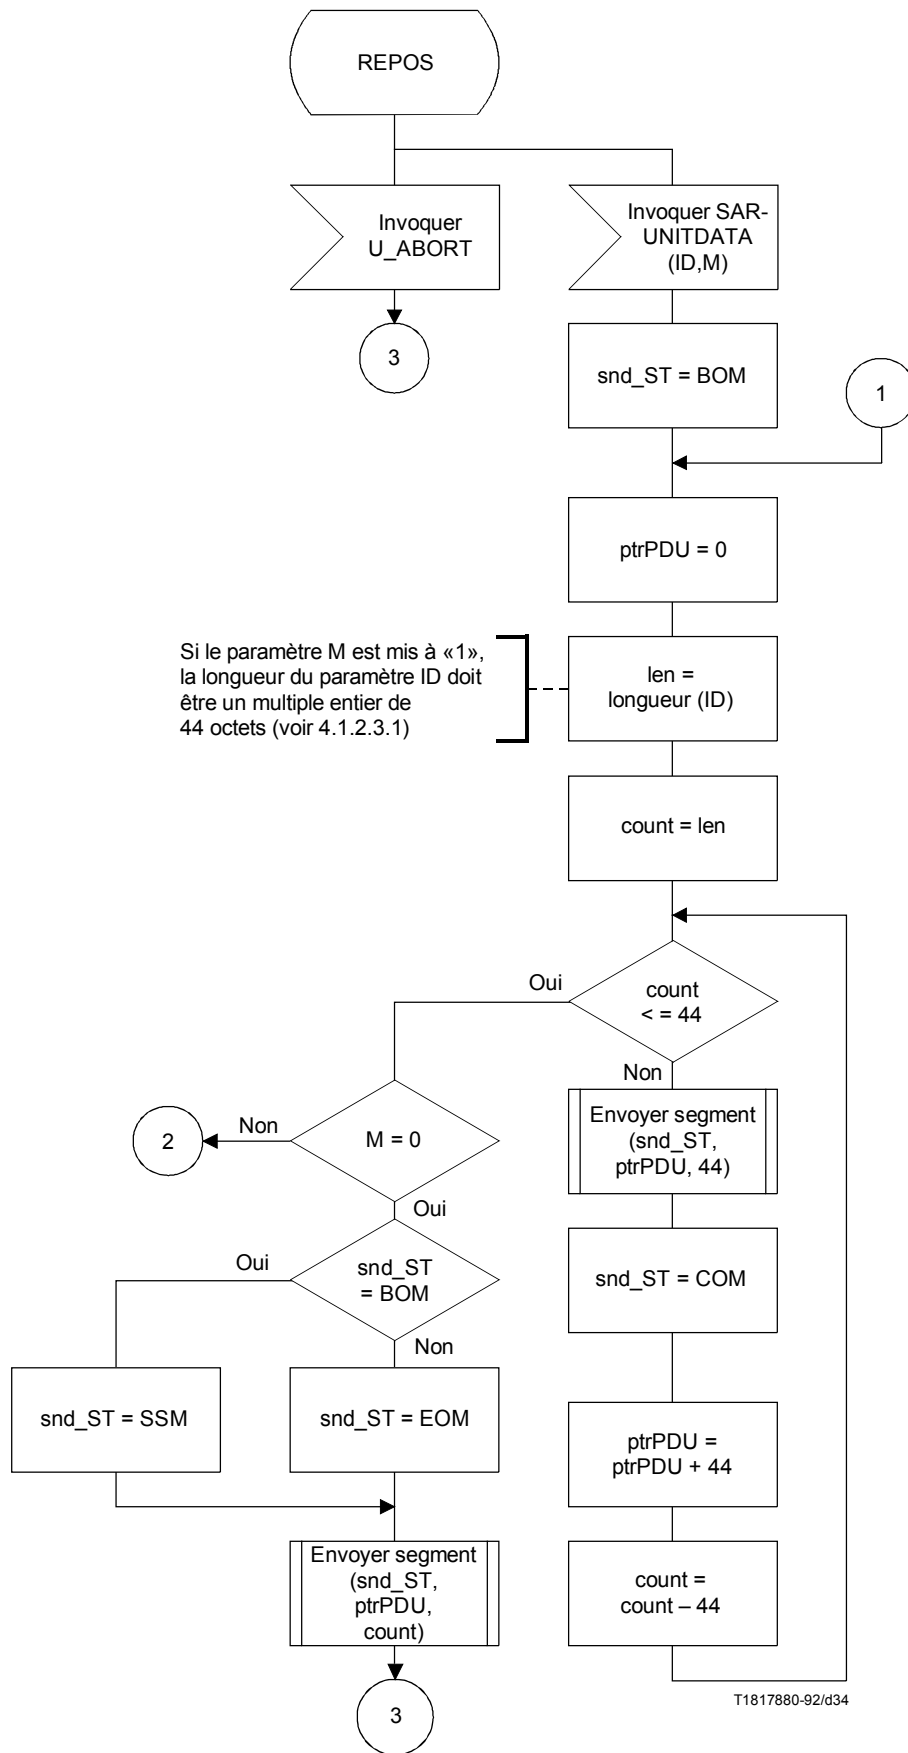 REPOS
Invoquer
U_ABORT
Invoquer SAR-
UNITDATA
(ID,M)
3
snd_ST = BOM
1
ptrPDU = 0
Si le paramètre M est mis à «1»,
la longueur du paramètre ID doit
être un multiple entier de
44 octets (voir 4.1.2.3.1)
len =
longueur (ID)
count = len
Oui
count
< = 44
Non
2
Non
M = 0
Envoyer segment
(snd_ST,
ptrPDU, 44)
Oui
Oui
snd_ST
= BOM
Non
snd_ST = COM
snd_ST = SSM
snd_ST = EOM
ptrPDU =
ptrPDU + 44
Envoyer segment
(snd_ST,
ptrPDU,
count)
count =
count – 44
3
T1817880-92/d34